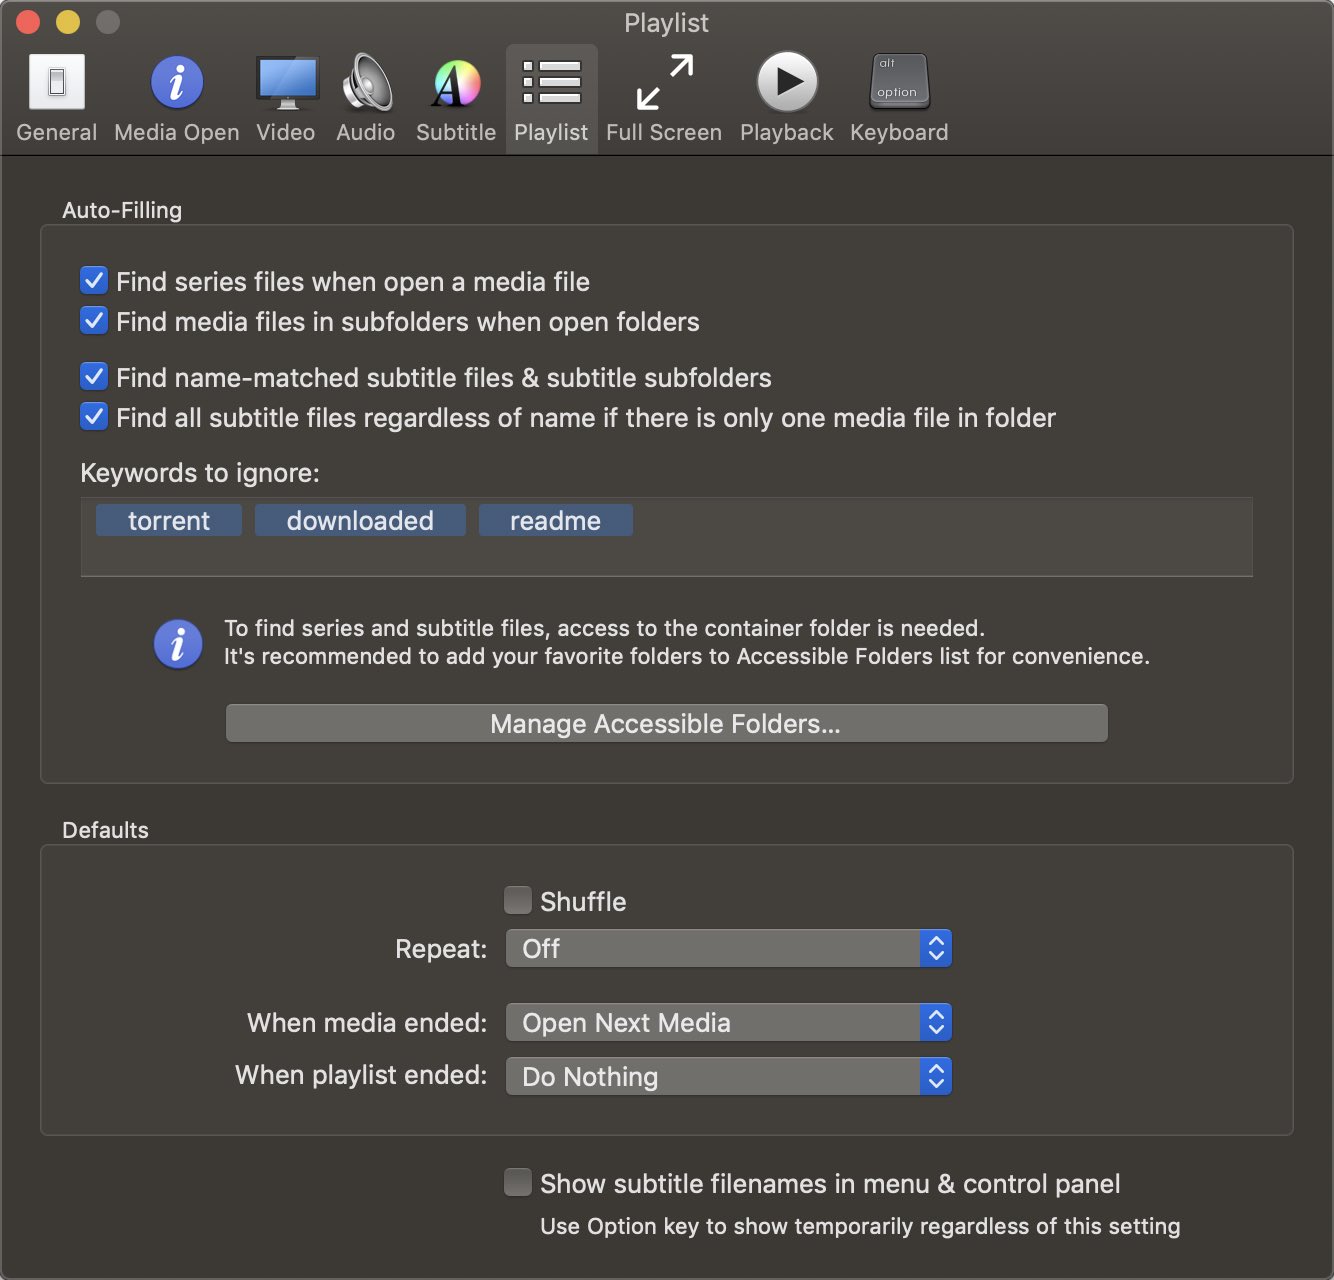 Playlist
General Media Open Video Audio Subtitle Playlist Full Screen Playback Keyboard
alt
option
Auto-Filling
Find series files when open a media file
Find media files in subfolders when open folders
Find name-matched subtitle files & subtitle subfolders
Find all subtitle files regardless of name if there is only one media file in folder
Keywords to ignore:
torrent downloaded readme
To find series and subtitle files, access to the container folder is needed.
It's recommended to add your favorite folders to Accessible Folders list for convenience.
Manage Accessible Folders...
Defaults
Shuffle
Repeat: Off
When media ended: Open Next Media
When playlist ended: Do Nothing
Show subtitle filenames in menu & control panel
Use Option key to show temporarily regardless of this setting